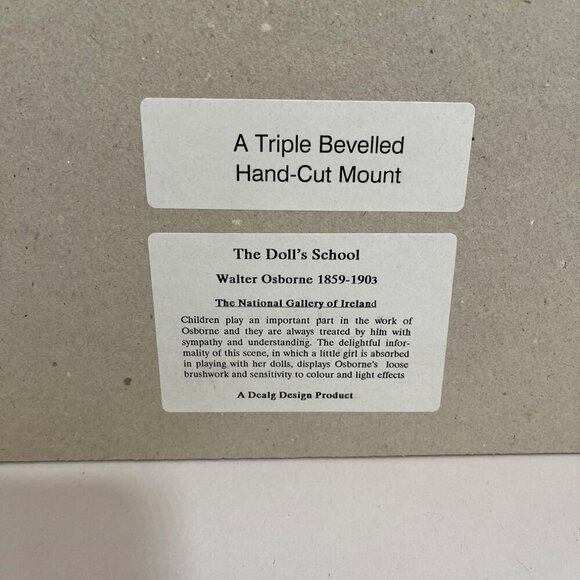 A Triple Bevelled
Hand-Cut Mount
The Doll's School
Walter Osborne 1859-1903
The National Gallery of Ireland
Children play an important part in the work of
Osborne and they are always treated by him with
sympathy and understanding. The delightful infor-
mality of this scene, in which a little girl is absorbed
in playing with her dolls, displays Osborne's loose
brushwork and sensitivity to colour and light effects
A Dealg Design Product